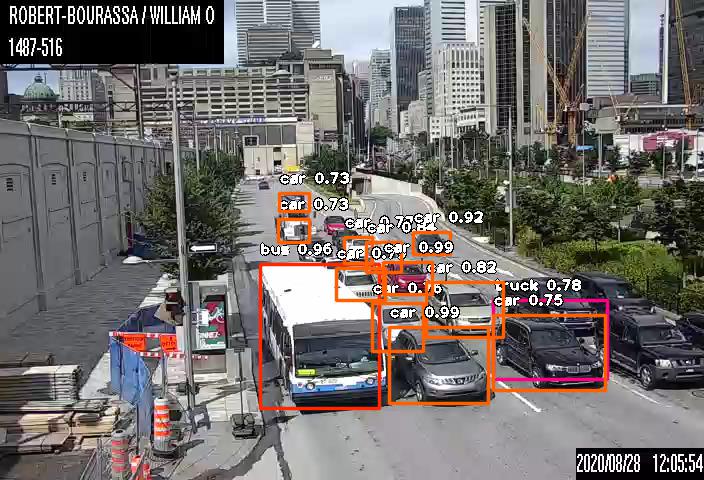 ROBERT-BOURASSA / WILLIAM O
1487-516
car 0.73
car 0.73
car 0.92
bus 0.96
car 0.99
car 0.82
truck 0.78
car 0.75
car 0.99
2020/08/28 12:05:54